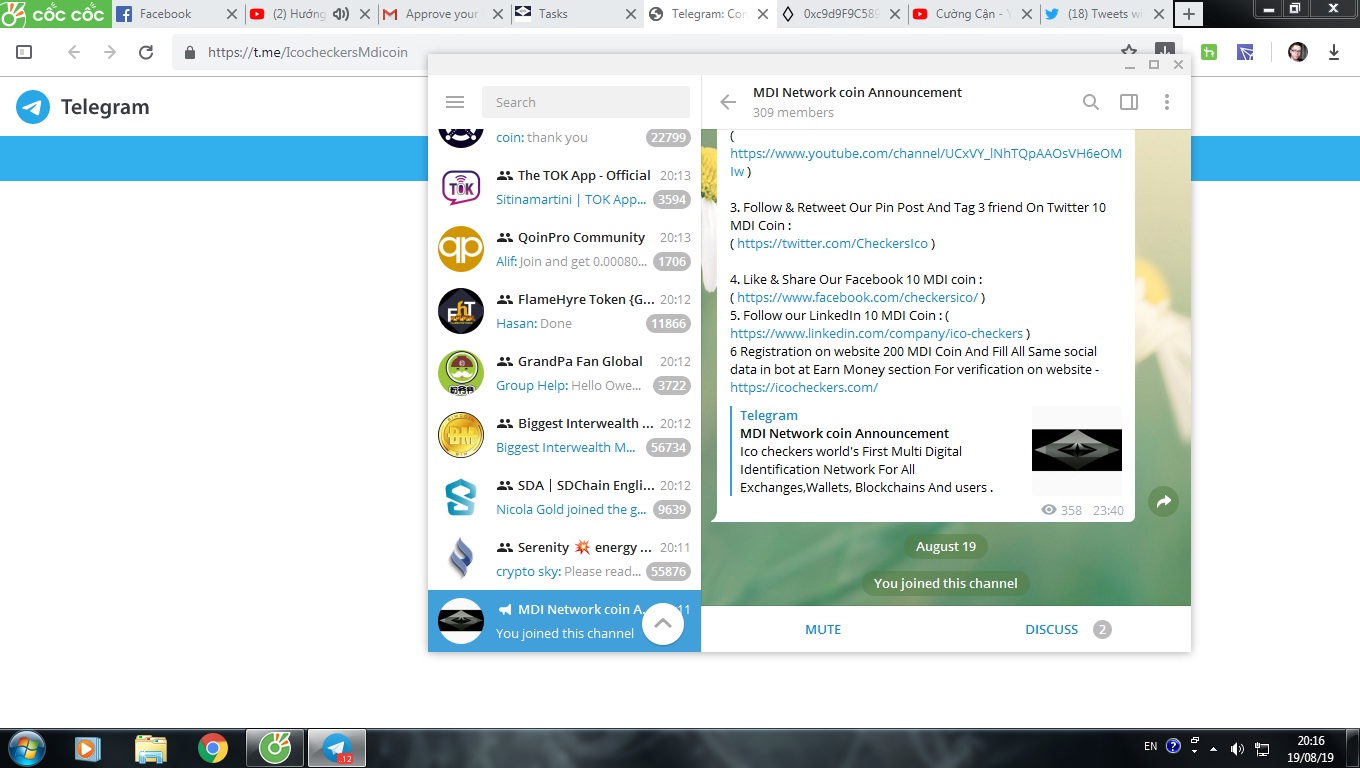 cốc cốc
Facebook
(2) Hướng
Approve your
Tasks
Telegram: Con
0xc9d9F9C589
Cường Cận - Y
(18) Tweets wi
https://t.me/IcocheckersMdicoin
Telegram
Search
coin: thank you
22799
The TOK App - Official
20:13
Sitinamartini | TOK App...
3594
QoinPro Community
20:13
Alif: Join and get 0.00080...
1706
FlameHyre Token {G...
20:12
Hasan: Done
11866
GrandPa Fan Global
20:12
Group Help: Hello Owe...
3722
Biggest Interwealth ...
20:12
Biggest Interwealth M...
56734
SDA | SDChain Engli...
20:12
Nicola Gold joined the g...
9639
Serenity 💥 energy ...
20:11
crypto sky: Please read...
55876
MDI Network coin A...
11
You joined this channel
MDI Network coin Announcement
309 members
(
https://www.youtube.com/channel/UCxVY_lNhTQpAAOsVH6eOM
Iw )
3. Follow & Retweet Our Pin Post And Tag 3 friend On Twitter 10
MDI Coin :
( https://twitter.com/CheckersIco )
4. Like & Share Our Facebook 10 MDI coin :
( https://www.facebook.com/checkersico/ )
5. Follow our LinkedIn 10 MDI Coin : (
https://www.linkedin.com/company/ico-checkers )
6 Registration on website 200 MDI Coin And Fill All Same social
data in bot at Earn Money section For verification on website -
https://icocheckers.com/
Telegram
MDI Network coin Announcement
Ico checkers world's First Multi Digital
Identification Network For All
Exchanges,Wallets, Blockchains And users .
358 23:40
August 19
You joined this channel
MUTE
DISCUSS 2
..12
EN
20:16
19/08/19